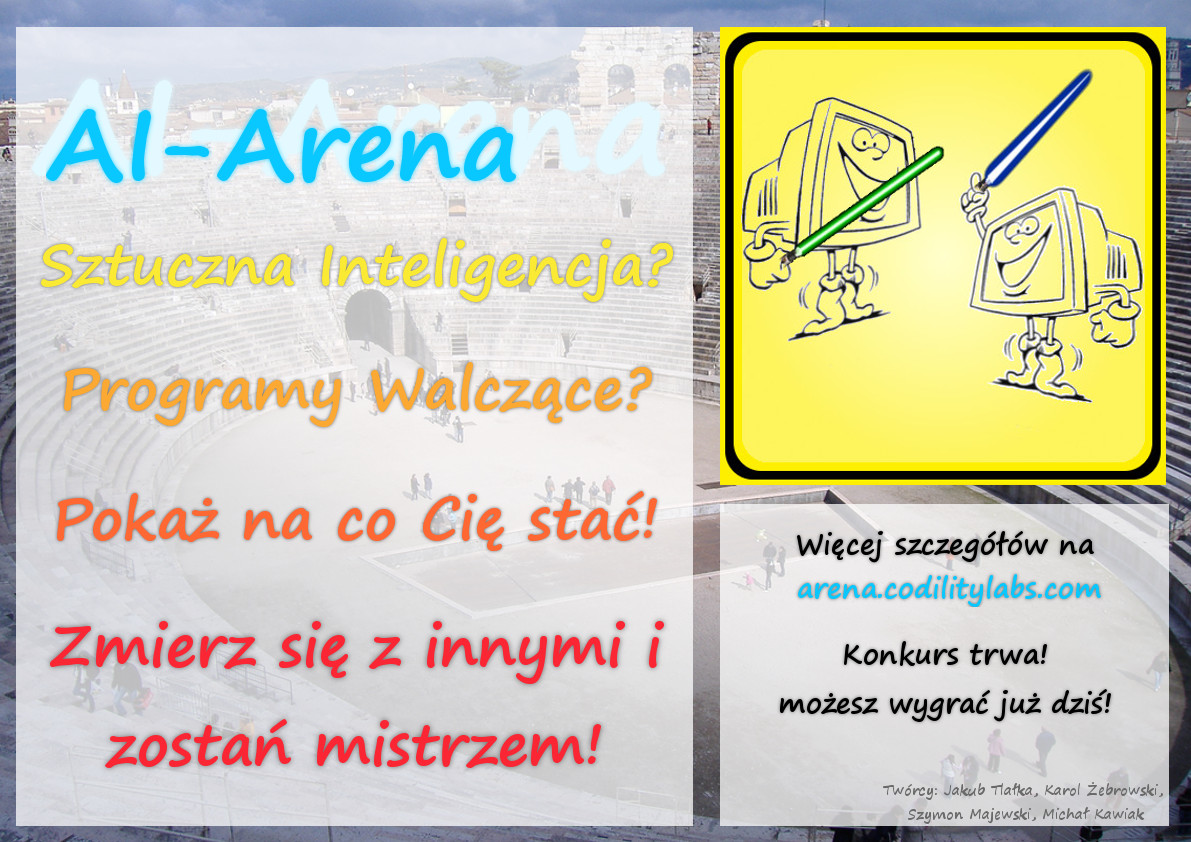 AI-Arena
Sztuczna Inteligencja?
Programy Walczące?
Pokaż na co Cię stać!
Zmierz się z innymi i
zostań mistrzem!
Więcej szczegółów na
arena.codilitylabs.com
Konkurs trwa!
możesz wygrać już dziś!
Twórcy: Jakub Tlałka, Karol Żebrowski,
Szymon Majewski, Michał Kawiak